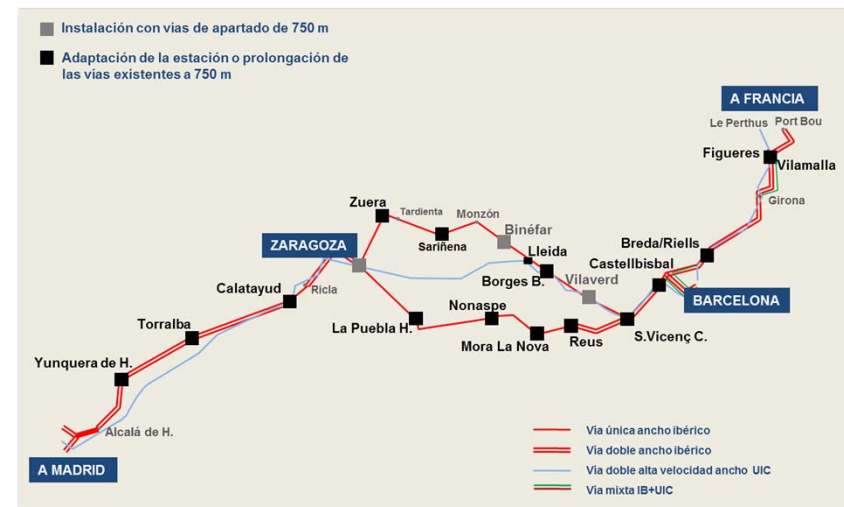 Instalación con vías de apartado de 750 m
Adaptación de la estación o prolongación de
las vías existentes a 750 m
A FRANCIA
Le Perthus
Port Bou
Figueres
Vilamalla
Girona
Zuera
Tardienta
Monzón
Binéfar
Sariñena
ZARAGOZA
Lleida
Breda/Riells
Castellbisbal
Borges B.
Vilaverd
BARCELONA
Calatayud
Ricla
Nonaspe
La Puebla H.
Torralba
Mora La Nova
Reus
S.Vicenç C.
Yunquera de H.
Alcalá de H.
A MADRID
Vía única ancho ibérico
Vía doble ancho ibérico
Vía doble alta velocidad ancho UIC
Vía mixta IB+UIC